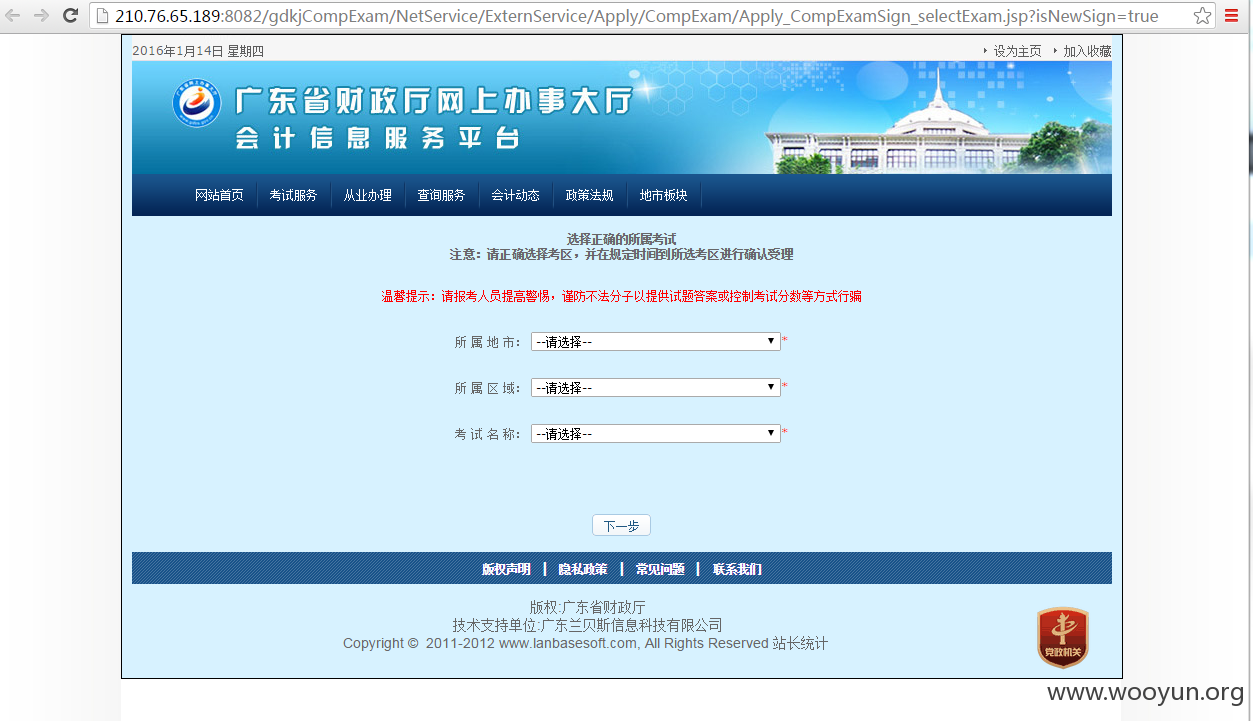 210.76.65.189:8082/gdkjCompExam/NetService/ExternService/Apply/CompExam/Apply_CompExamSign_selectExam.jsp?isNewSign=true
2016年1月14日 星期四
设为主页 加入收藏
广东省财政厅网上办事大厅
会计信息服务平台
网站首页 考试服务 从业办理 查询服务 会计动态 政策法规 地市板块
选择正确的所属考试
注意：请正确选择考区，并在规定时间到所选考区进行确认受理
温馨提示：请报考人员提高警惕，谨防不法分子以提供试题答案或控制考试分数等方式行骗
所 属 地 市： --请选择-- *
所 属 区 域： --请选择-- *
考 试 名 称： --请选择-- *
下一步
版权声明 | 隐私政策 | 常见问题 | 联系我们
版权:广东省财政厅
技术支持单位:广东兰贝斯信息科技有限公司
Copyright © 2011-2012 www.lanbasesoft.com, All Rights Reserved 站长统计
党政机关
www.wooyun.org